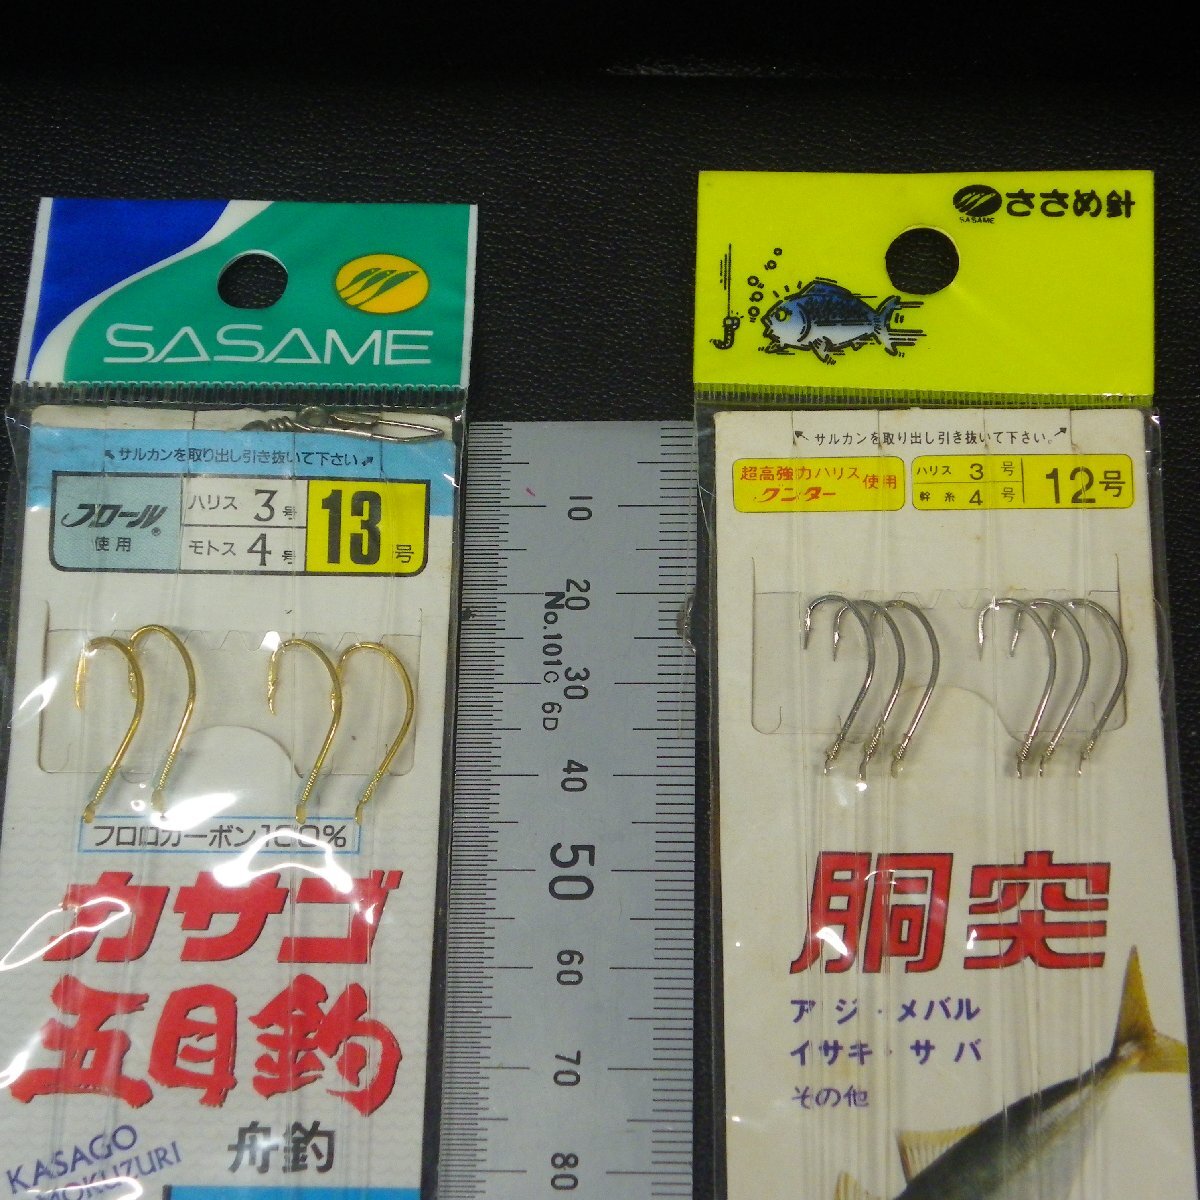 SASAME
サルカンを取り出し引き抜いて下さい。
フロール® 使用
ハリス 3号
モトス 4号
13号
フロロカーボン100%
カサゴ
五目釣
舟釣
KASAGO
MOKUZURI
10
20
30
40
50
60
70
80
No.101C 6D
SASAME
ささめ針
サルカンを取り出し引き抜いて下さい。
超高強力ハリス
クンター 使用
ハリス 3号
幹糸 4号
12号
胴突
アジ・メバル
イサキ・サバ
その他